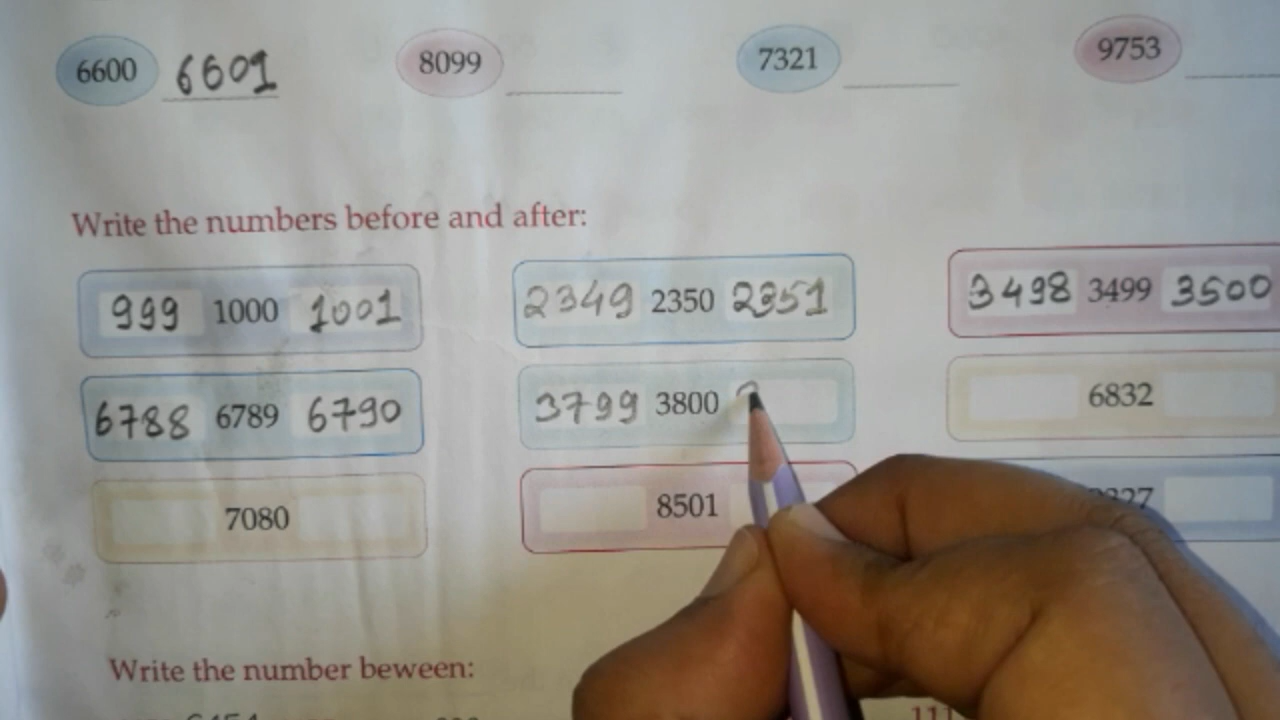 6600 6601 8099 7321 9753
Write the numbers before and after:
999 1000 1001 2349 2350 2351 3498 3499 3500
6788 6789 6790 3799 3800 6832
7080 8501
Write the number beween: